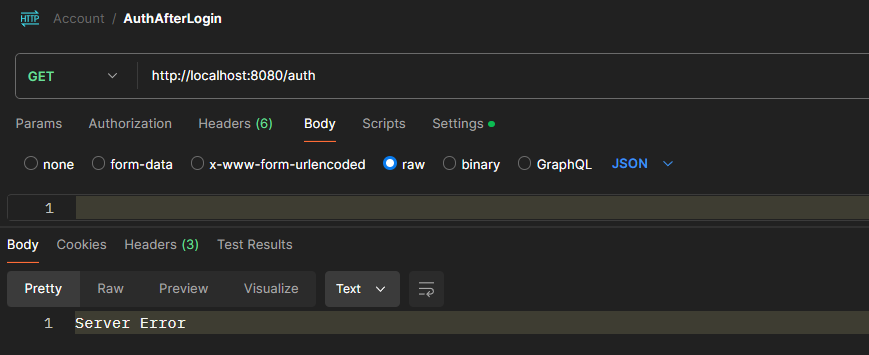 HTTP Account / AuthAfterLogin
GET http://localhost:8080/auth
Params Authorization Headers (6) Body Scripts Settings
none form-data x-www-form-urlencoded raw binary GraphQL JSON
1
Body Cookies Headers (3) Test Results
Pretty Raw Preview Visualize Text
1 Server Error